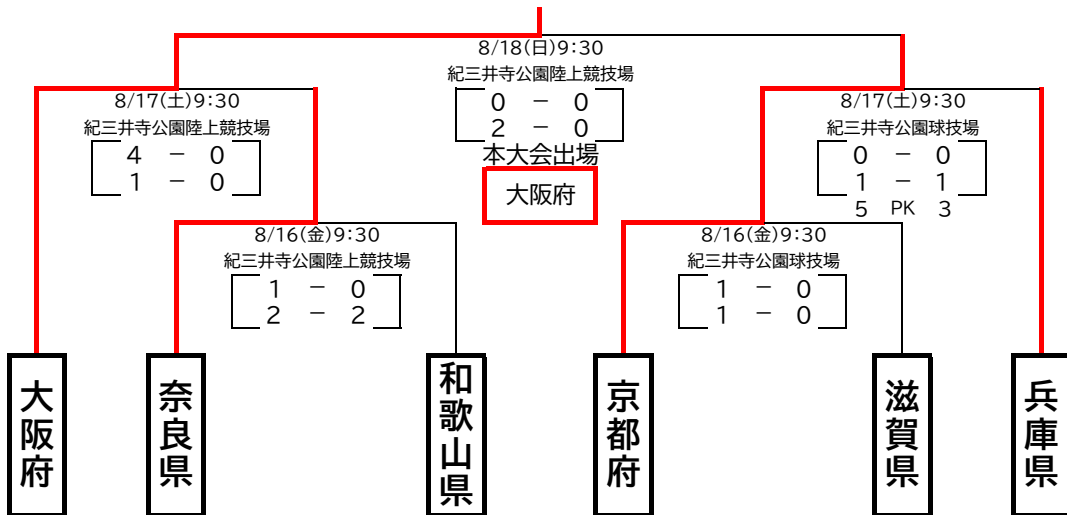 8/18(日)9:30
紀三井寺公園陸上競技場
0 － 0
2 － 0
本大会出場
大阪府
8/17(土)9:30
紀三井寺公園陸上競技場
4 － 0
1 － 0
8/17(土)9:30
紀三井寺公園球技場
0 － 0
1 － 1
5 PK 3
8/16(金)9:30
紀三井寺公園陸上競技場
1 － 0
2 － 2
8/16(金)9:30
紀三井寺公園球技場
1 － 0
1 － 0
大阪府
奈良県
和歌山県
京都府
滋賀県
兵庫県